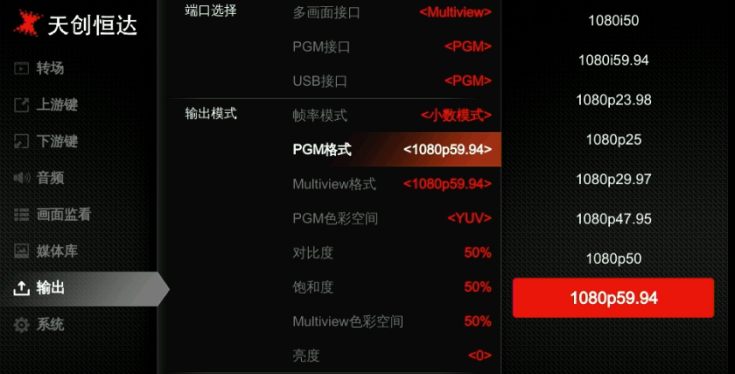 天创恒达
转场
上游键
下游键
音频
画面监看
媒体库
输出
系统
端口选择
多画面接口 <Multiview>
PGM接口 <PGM>
USB接口 <PGM>
输出模式
帧率模式 <小数模式>
PGM格式 <1080p59.94>
Multiview格式 <1080p59.94>
PGM色彩空间 <YUV>
对比度 50%
饱和度 50%
Multiview色彩空间 50%
亮度 <0>
1080i50
1080i59.94
1080p23.98
1080p25
1080p29.97
1080p47.95
1080p50
1080p59.94